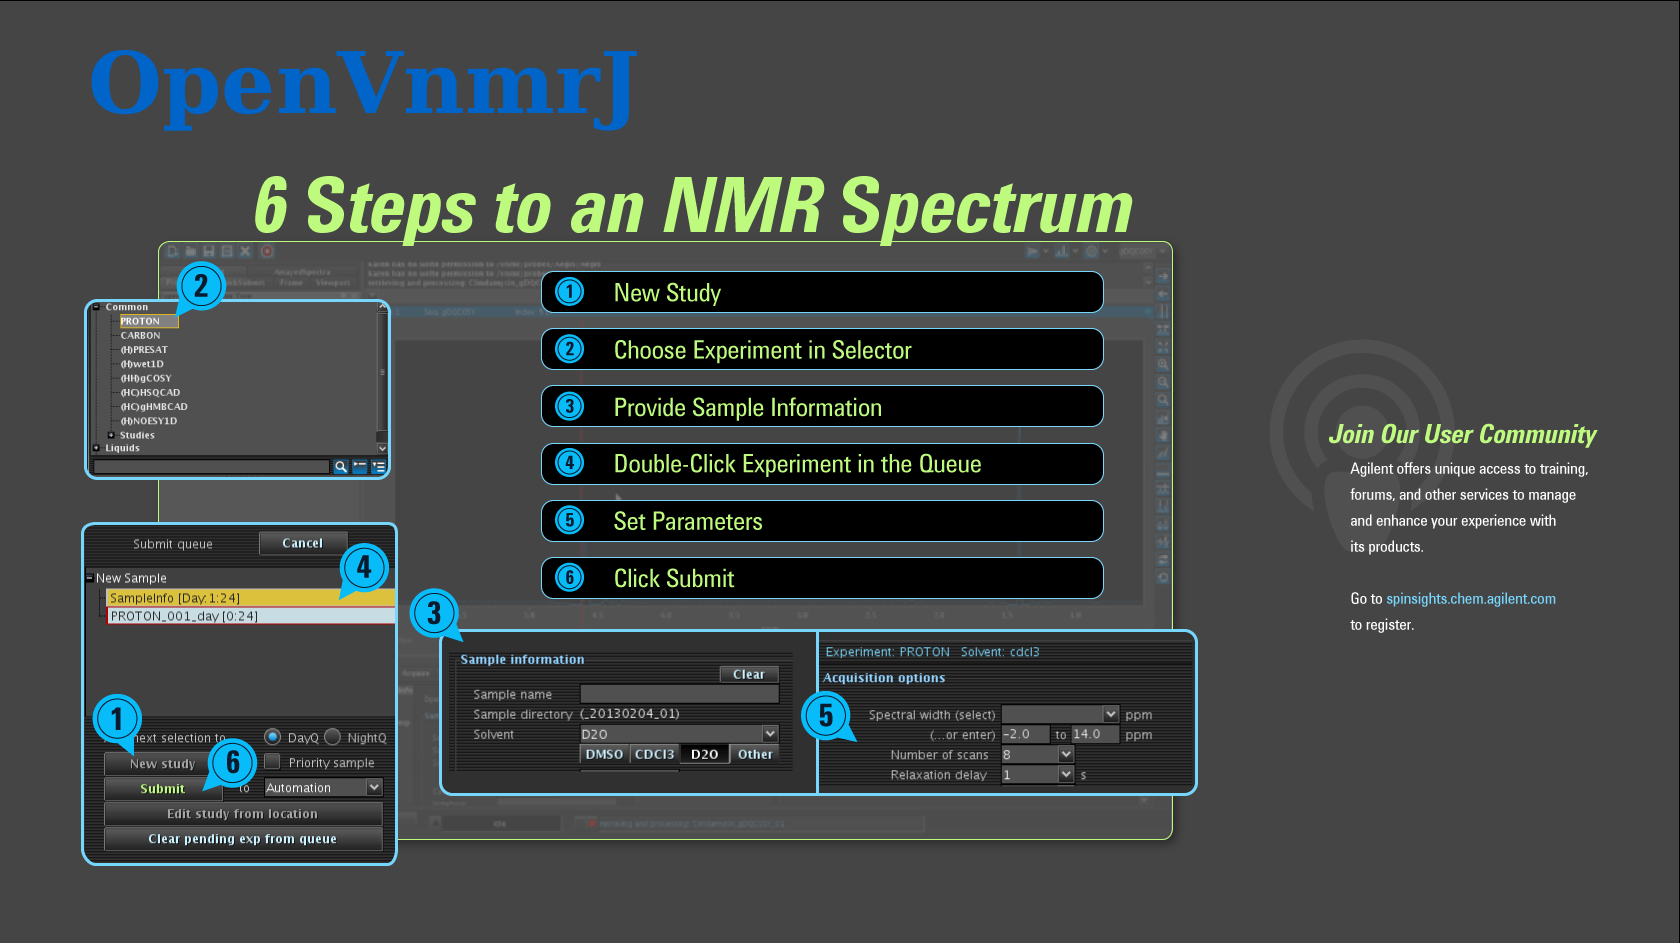 OpenVnmrJ
6 Steps to an NMR Spectrum
1 New Study
2 Choose Experiment in Selector
3 Provide Sample Information
4 Double-Click Experiment in the Queue
5 Set Parameters
6 Click Submit
2
Common
PROTON
CARBON
(H)PRESAT
(H)wet1D
(HH)gCOSY
(HC)HSQCAD
(HC)gHMBCAD
(H)NOESY1D
Studies
Liquids
Submit queue Cancel
4
New Sample
SampleInfo [Day: 1:24]
PROTON_001_day [0:24]
1
next selection to DayQ NightQ
New study 6 Priority sample
Submit to Automation
Edit study from location
Clear pending exp from queue
3
Sample information
Clear
Sample name
Sample directory (_20130204_01)
Solvent D2O
DMSO CDCl3 D2O Other
Experiment: PROTON Solvent: cdcl3
Acquisition options
5
Spectral width (select) ppm
(...or enter) -2.0 to 14.0 ppm
Number of scans 8
Relaxation delay 1 s
Join Our User Community
Agilent offers unique access to training,
forums, and other services to manage
and enhance your experience with
its products.
Go to spinsights.chem.agilent.com
to register.